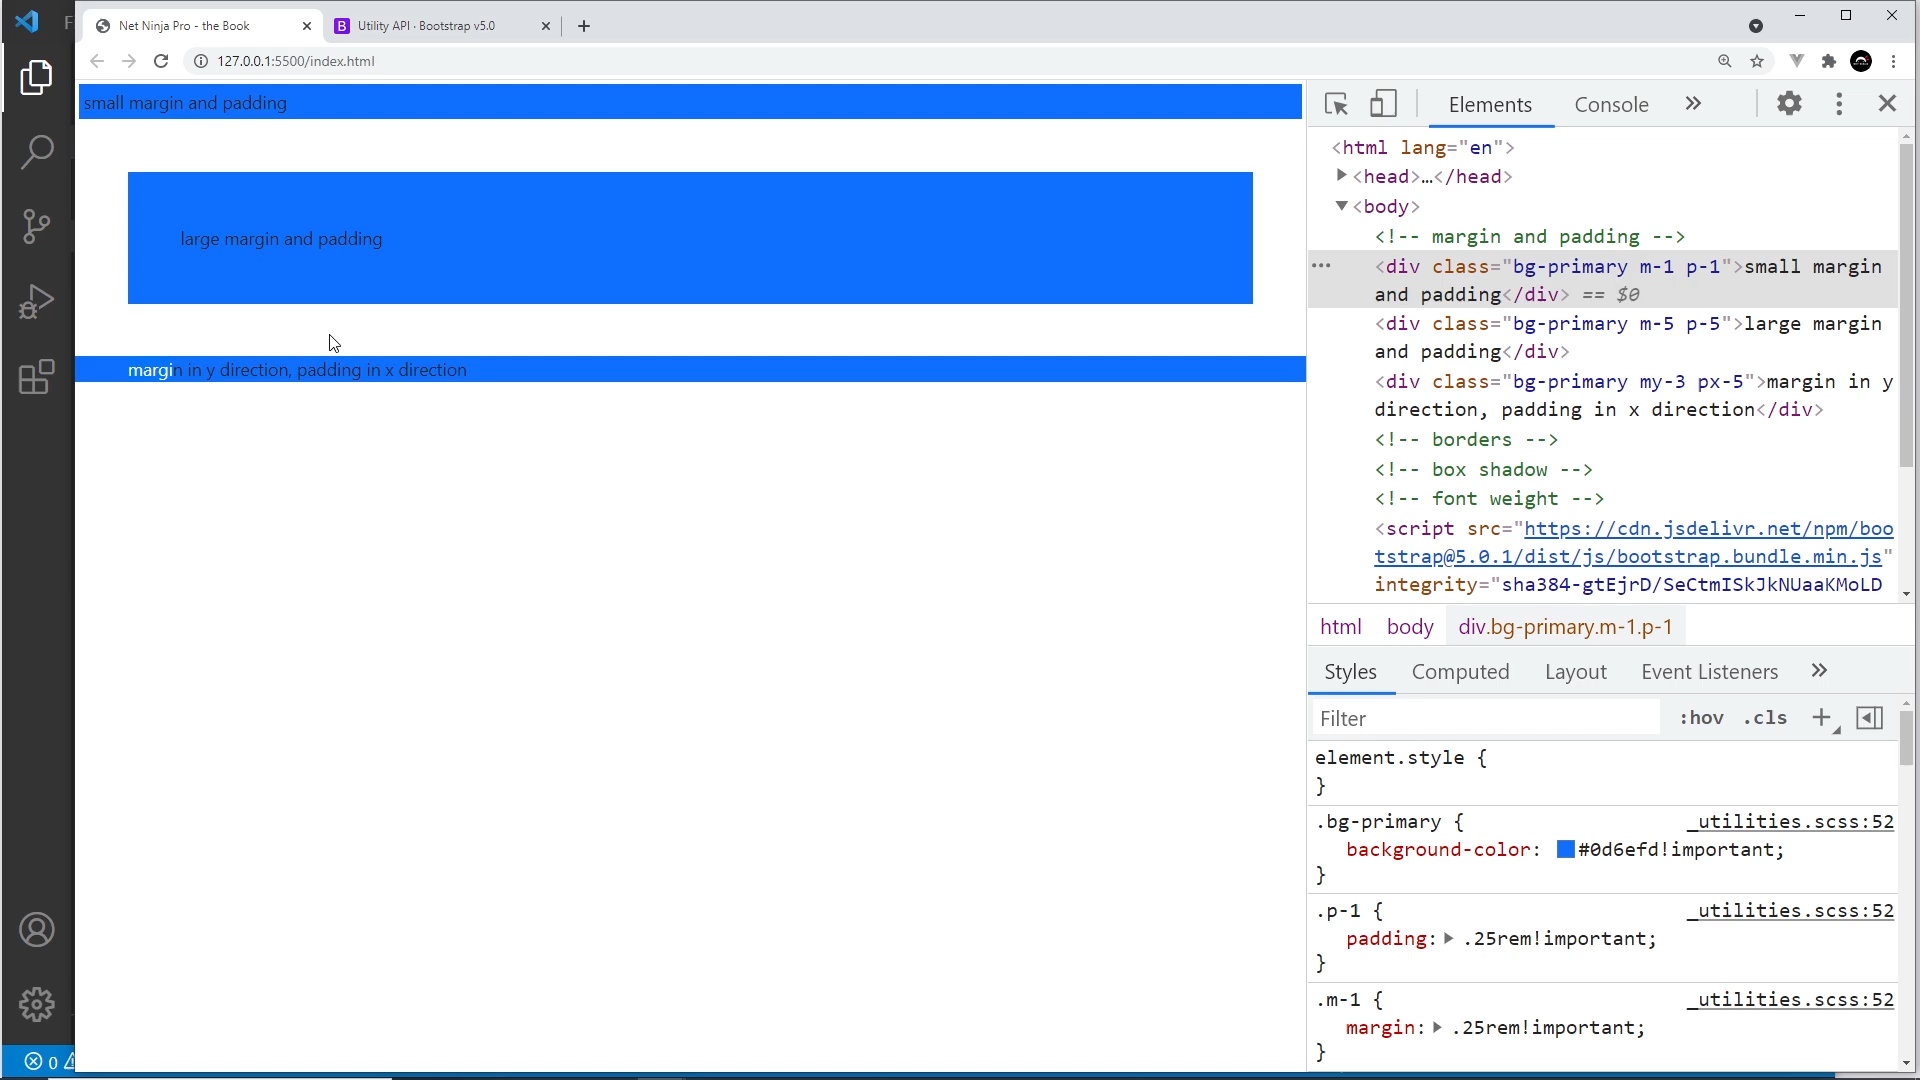 F
Net Ninja Pro - the Book
B
Utility API · Bootstrap v5.0
127.0.0.1:5500/index.html
small margin and padding
large margin and padding
margin in y direction, padding in x direction
Elements
Console
<html lang="en">
<head>…</head>
<body>
<!-- margin and padding -->
<div class="bg-primary m-1 p-1">small margin
and padding</div> == $0
<div class="bg-primary m-5 p-5">large margin
and padding</div>
<div class="bg-primary my-3 px-5">margin in y
direction, padding in x direction</div>
<!-- borders -->
<!-- box shadow -->
<!-- font weight -->
<script src="https://cdn.jsdelivr.net/npm/boo
tstrap@5.0.1/dist/js/bootstrap.bundle.min.js"
integrity="sha384-gtEjrD/SeCtmISkJkNUaaKMoLD
html
body
div.bg-primary.m-1.p-1
Styles
Computed
Layout
Event Listeners
Filter
:hov
.cls
element.style {
}
.bg-primary {
_utilities.scss:52
background-color: #0d6efd!important;
}
.p-1 {
_utilities.scss:52
padding: .25rem!important;
}
.m-1 {
_utilities.scss:52
margin: .25rem!important;
}
0